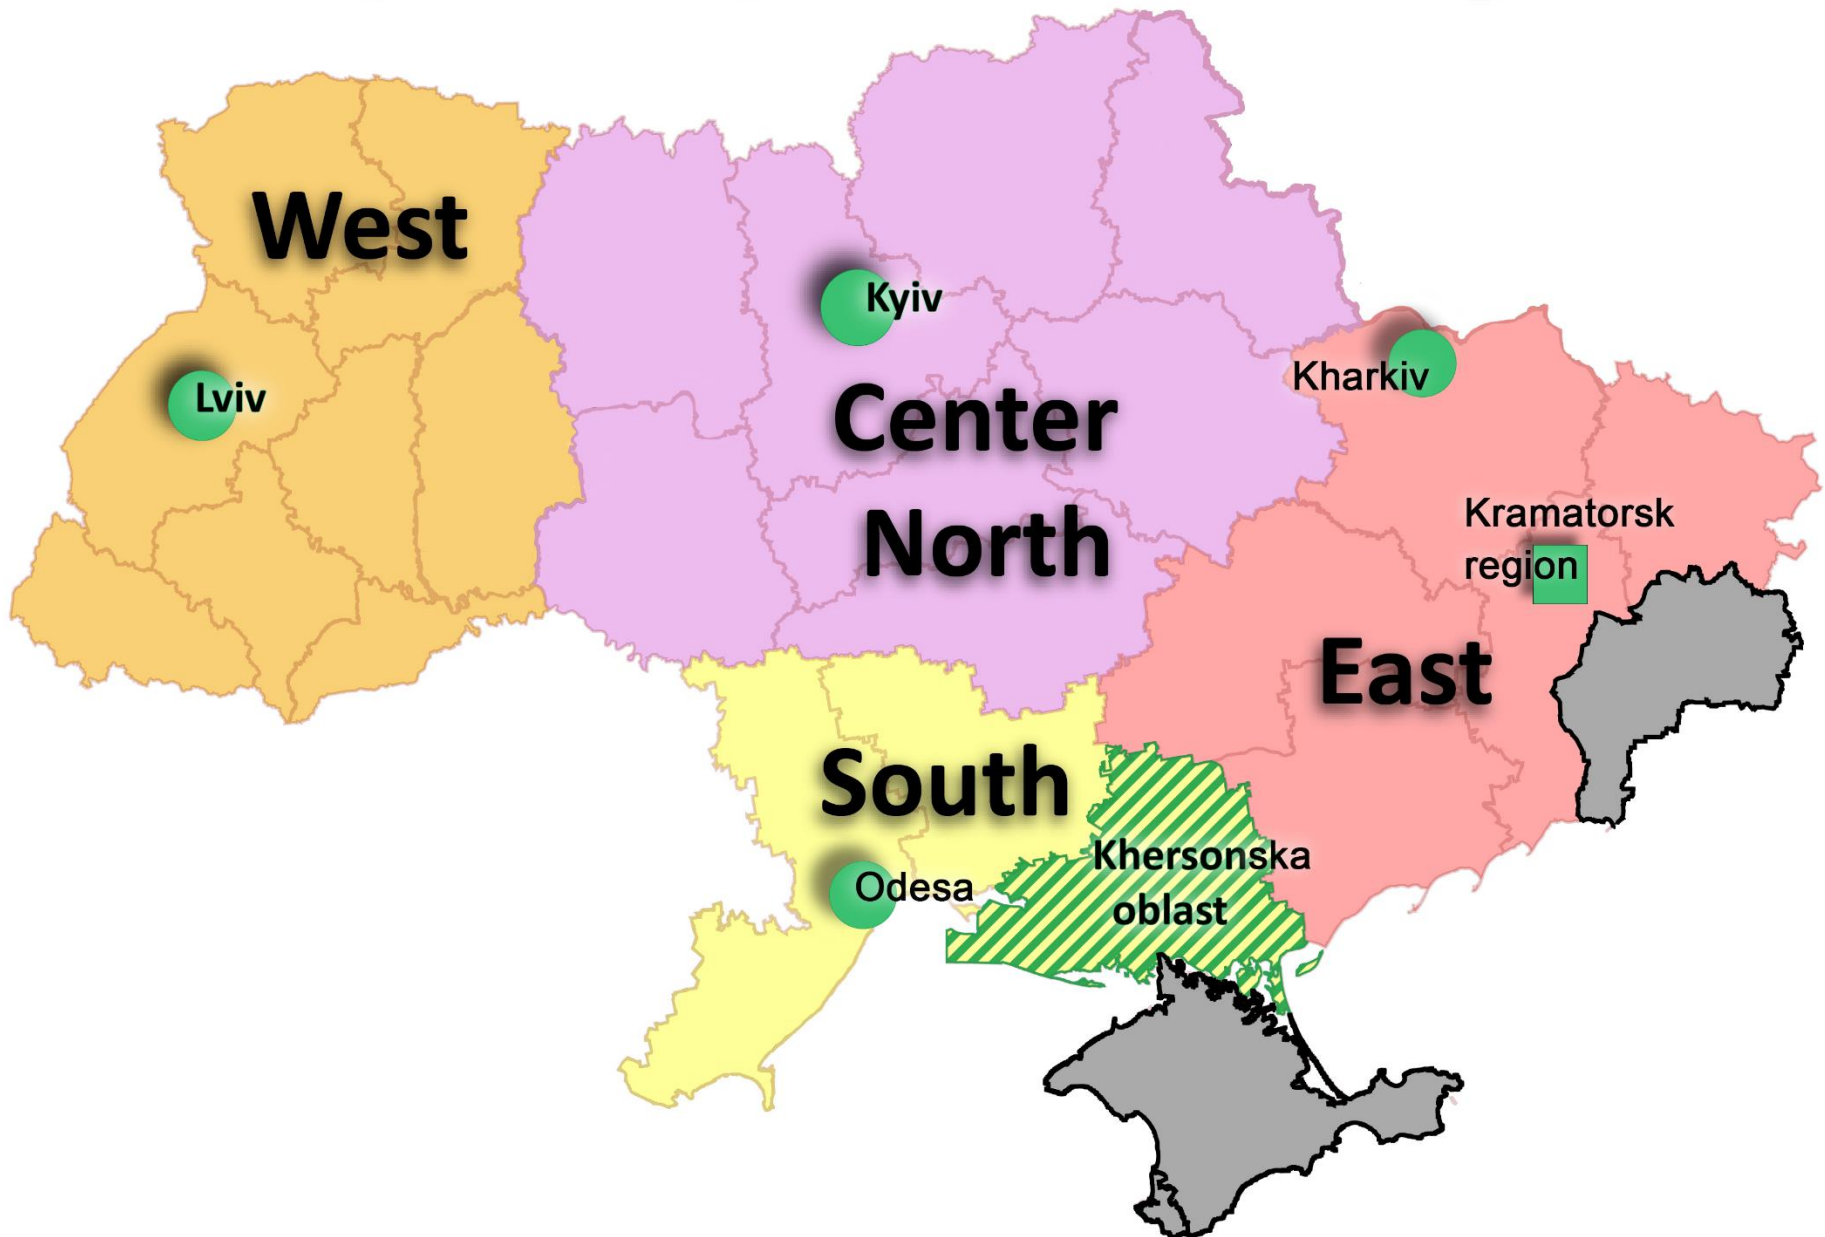 West
Kyiv
Lviv
Kharkiv
Center
North
Kramatorsk
region
East
South
Khersonska
oblast
Odesa